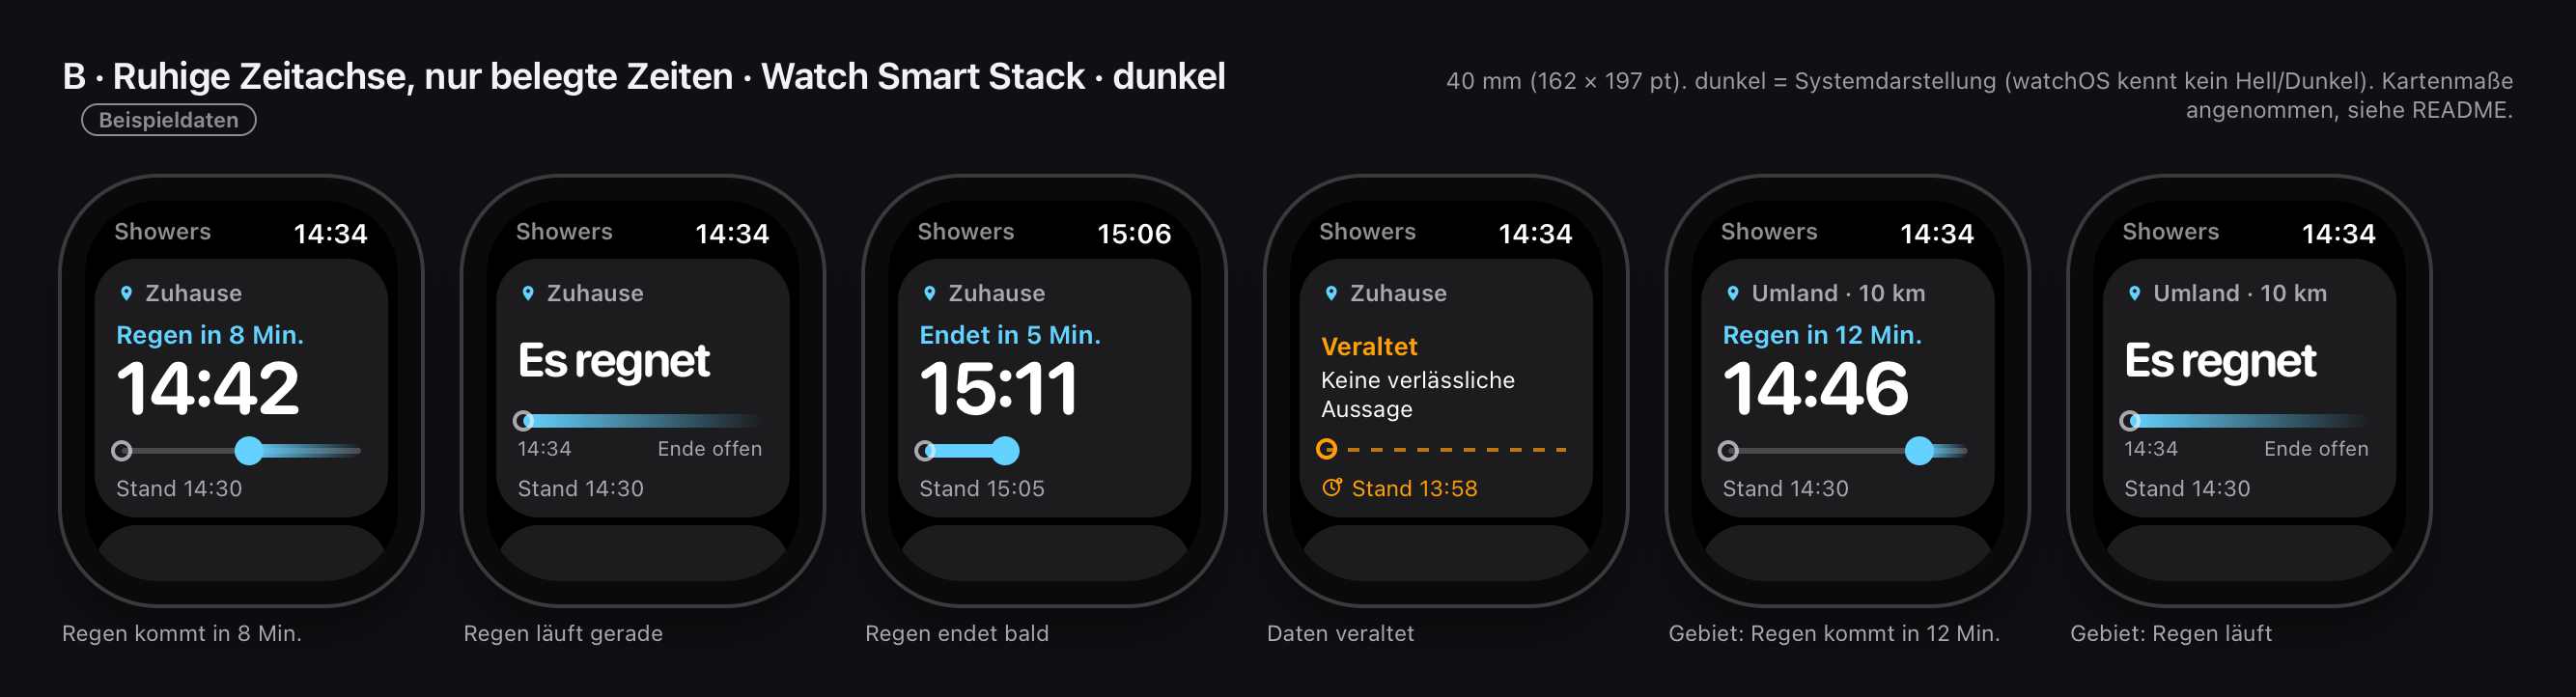 B · Ruhige Zeitachse, nur belegte Zeiten · Watch Smart Stack · dunkel
Beispieldaten
40 mm (162 × 197 pt). dunkel = Systemdarstellung (watchOS kennt kein Hell/Dunkel). Kartenmaße
angenommen, siehe README.
Showers 14:34
Zuhause
Regen in 8 Min.
14:42
Stand 14:30
Regen kommt in 8 Min.
Showers 14:34
Zuhause
Es regnet
14:34 Ende offen
Stand 14:30
Regen läuft gerade
Showers 15:06
Zuhause
Endet in 5 Min.
15:11
Stand 15:05
Regen endet bald
Showers 14:34
Zuhause
Veraltet
Keine verlässliche
Aussage
Stand 13:58
Daten veraltet
Showers 14:34
Umland · 10 km
Regen in 12 Min.
14:46
Stand 14:30
Gebiet: Regen kommt in 12 Min.
Showers 14:34
Umland · 10 km
Es regnet
14:34 Ende offen
Stand 14:30
Gebiet: Regen läuft